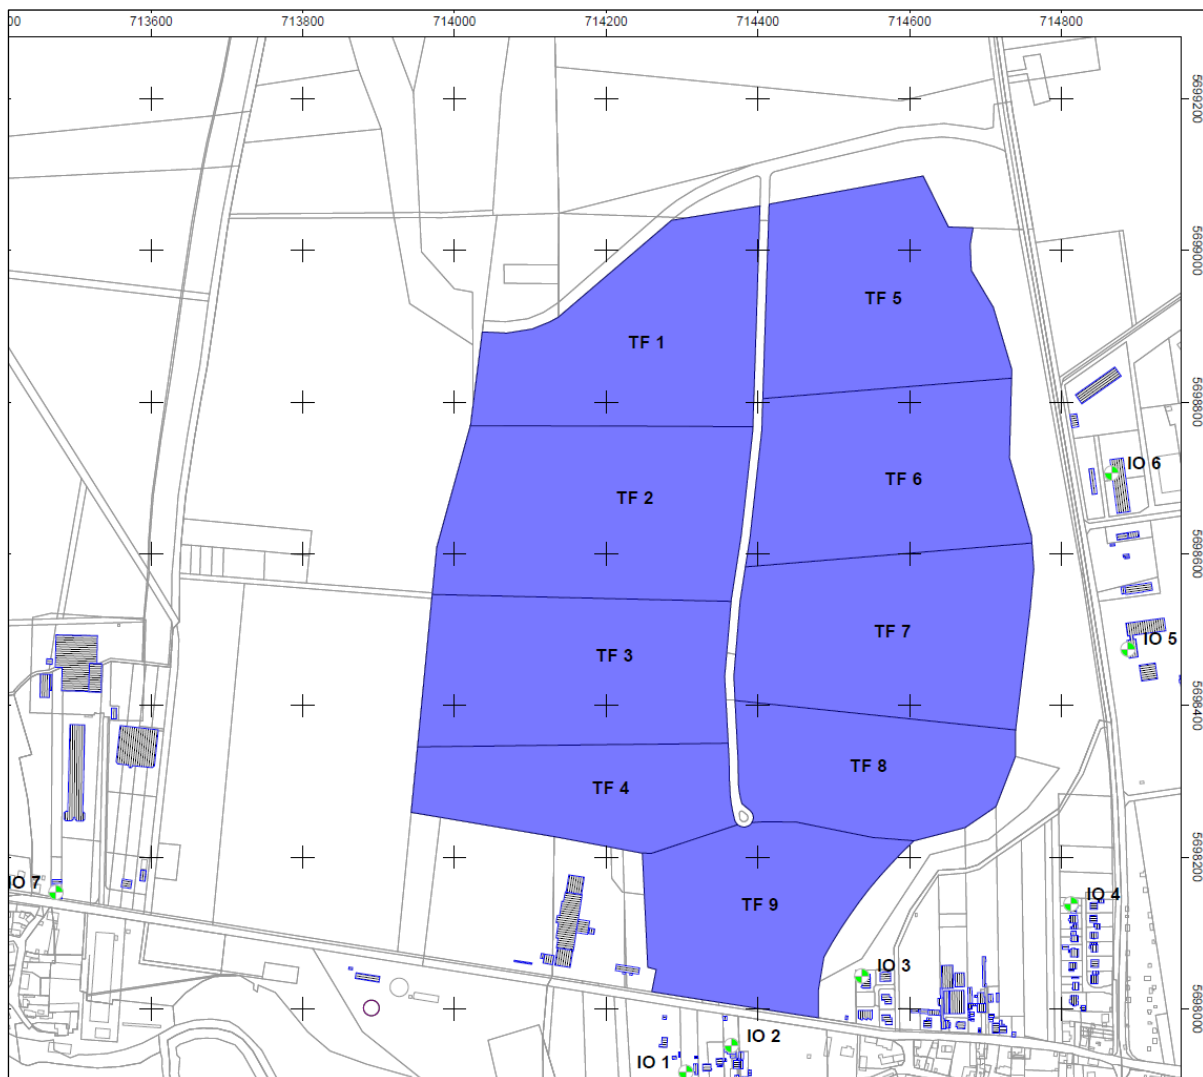 00 713600 713800 714000 714200 714400 714600 714800
5699200
TF 5
5699000
TF 1
5698800
IO 6
TF 6
TF 2
5698600
TF 7
IO 5
TF 3
5698400
TF 8
TF 4
5698200
IO 7
IO 4
TF 9
IO 3
5698000
IO 2
IO 1